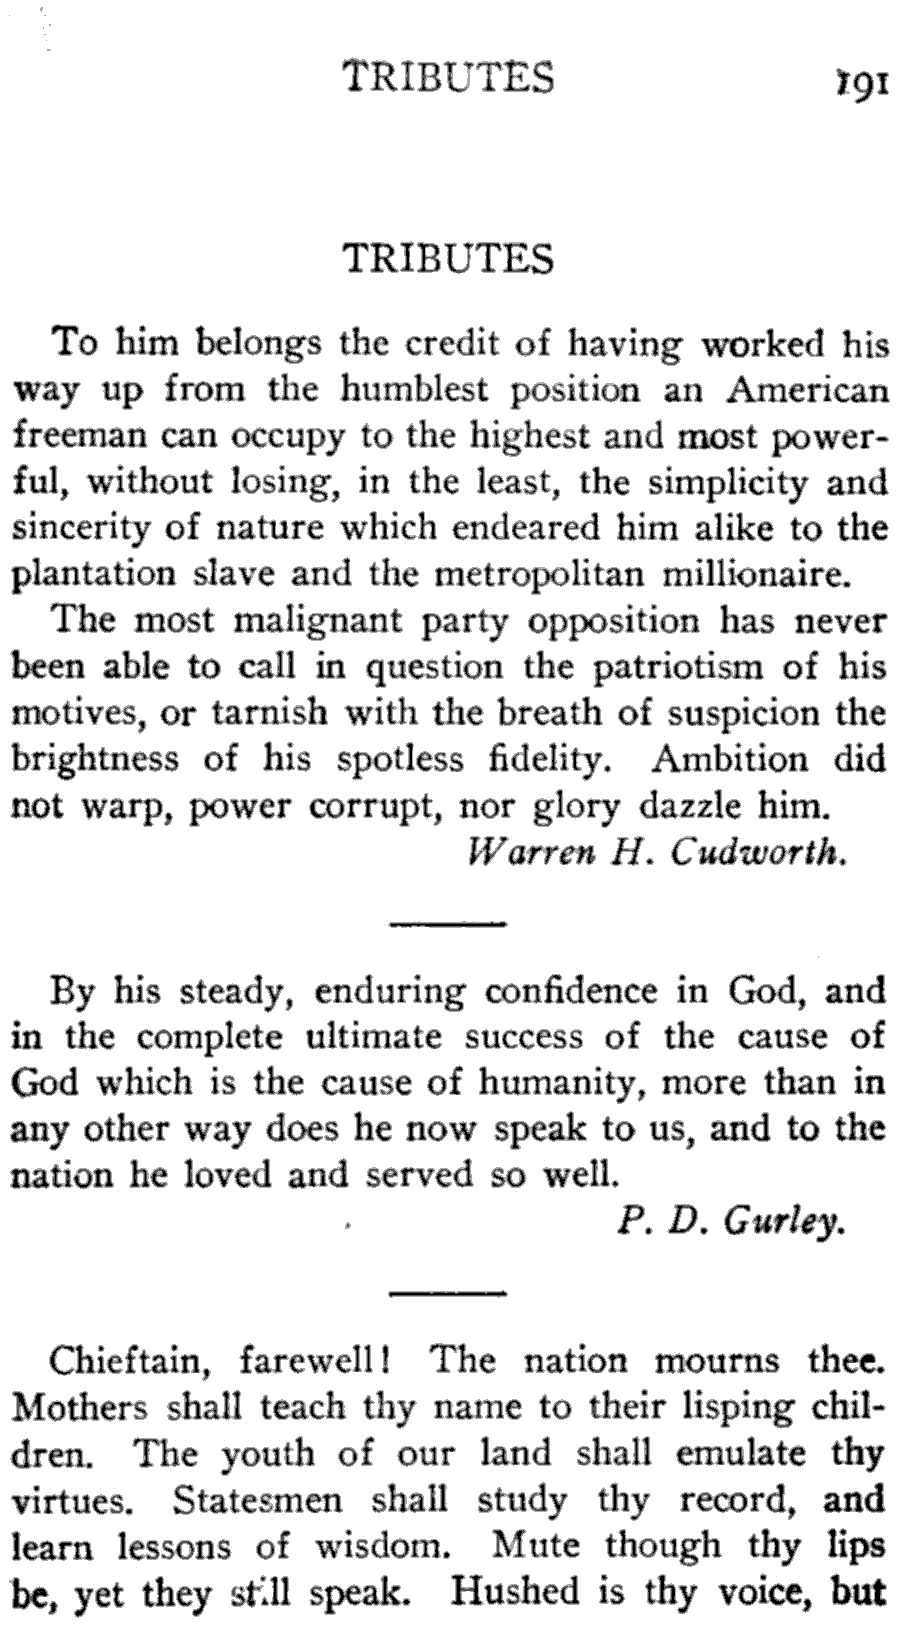 TRIBUTES 191
TRIBUTES
To him belongs the credit of having worked his
way up from the humblest position an American
freeman can occupy to the highest and most power-
ful, without losing, in the least, the simplicity and
sincerity of nature which endeared him alike to the
plantation slave and the metropolitan millionaire.
The most malignant party opposition has never
been able to call in question the patriotism of his
motives, or tarnish with the breath of suspicion the
brightness of his spotless fidelity. Ambition did
not warp, power corrupt, nor glory dazzle him.
Warren H. Cudworth.
By his steady, enduring confidence in God, and
in the complete ultimate success of the cause of
God which is the cause of humanity, more than in
any other way does he now speak to us, and to the
nation he loved and served so well.
P. D. Gurley.
Chieftain, farewell! The nation mourns thee.
Mothers shall teach thy name to their lisping chil-
dren. The youth of our land shall emulate thy
virtues. Statesmen shall study thy record, and
learn lessons of wisdom. Mute though thy lips
be, yet they still speak. Hushed is thy voice, but